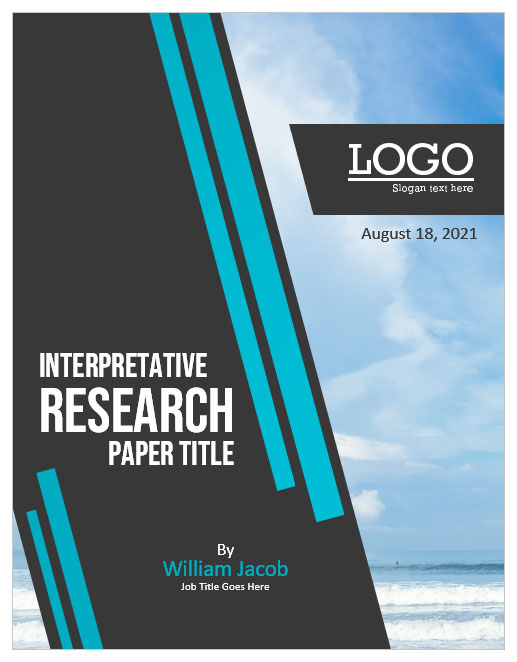 LOGO
Slogan text here
August 18, 2021
INTERPRETATIVE
RESEARCH
PAPER TITLE
By
William Jacob
Job Title Goes Here